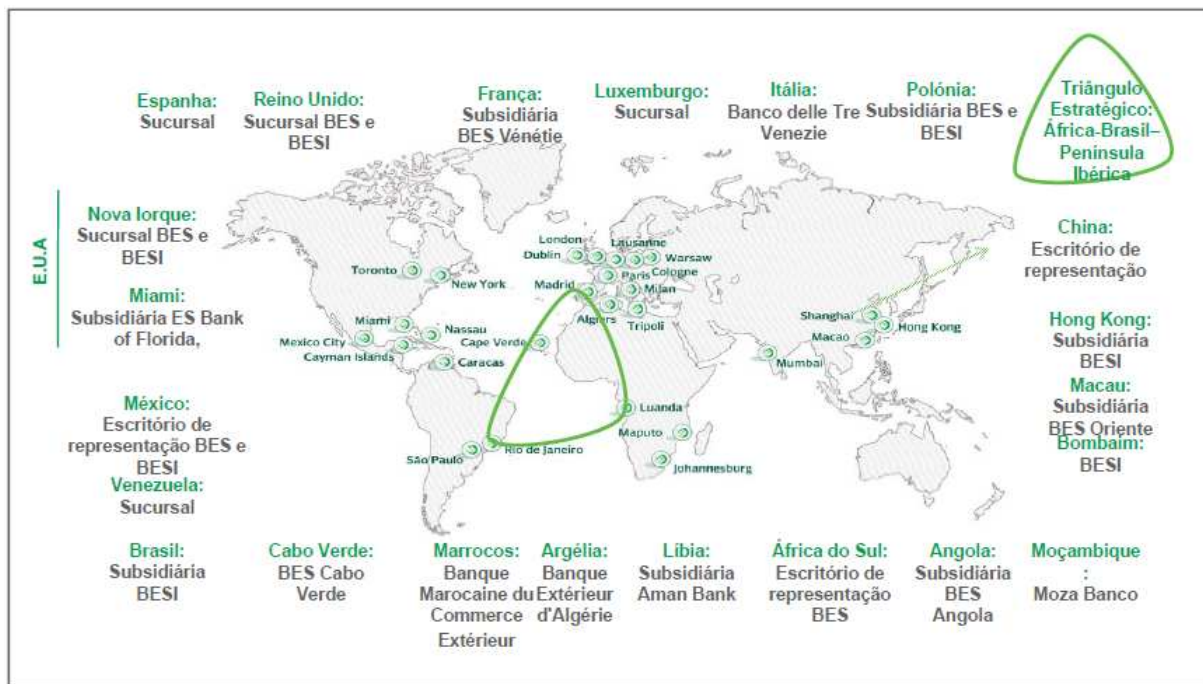 Espanha:
Sucursal
Reino Unido:
Sucursal BES e
BESI
França:
Subsidiária
BES Vénétie
Luxemburgo:
Sucursal
Itália:
Banco delle Tre
Venezie
Polónia:
Subsidiária BES e
BESI
Triângulo
Estratégico:
África-Brasil–
Península
Ibérica
E.U.A
Nova Iorque:
Sucursal BES e
BESI
Miami:
Subsidiária ES Bank
of Florida,
México:
Escritório de
representação BES e
BESI
Venezuela:
Sucursal
London
Dublin
Lausanne
Warsaw
Cologne
Paris
Madrid
Milan
Algiers
Tripoli
Toronto
New York
Miami
Nassau
Mexico City
Cayman Islands
Cape Verde
Caracas
São Paulo
Rio de Janeiro
Luanda
Maputo
Johannesburg
Mumbai
Shanghai
Hong Kong
Macao
China:
Escritório de
representação
Hong Kong:
Subsidiária
BESI
Macau:
Subsidiária
BES Oriente
Bombaim:
BESI
Brasil:
Subsidiária
BESI
Cabo Verde:
BES Cabo
Verde
Marrocos:
Banque
Marocaine du
Commerce
Extérieur
Argélia:
Banque
Extérieur
d'Algérie
Líbia:
Subsidiária
Aman Bank
África do Sul:
Escritório de
representação
BES
Angola:
Subsidiária
BES
Angola
Moçambique
:
Moza Banco